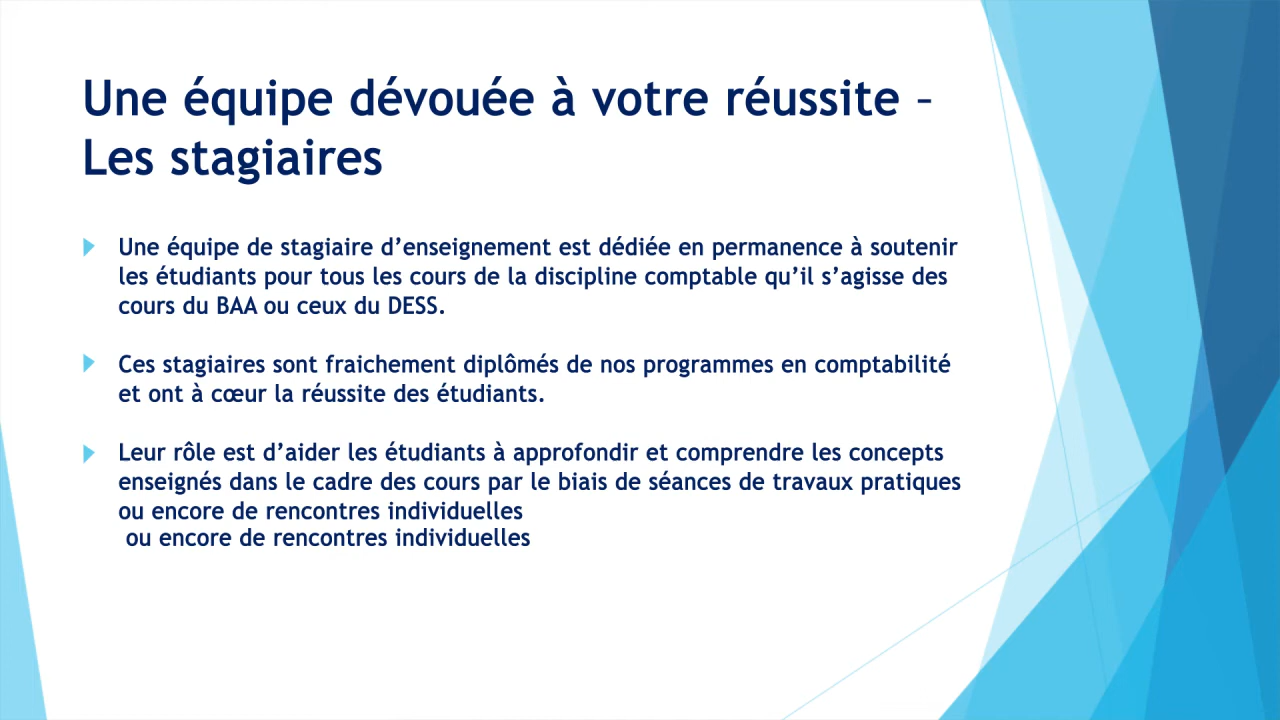 Une équipe dévouée à votre réussite –
Les stagiaires
Une équipe de stagiaire d’enseignement est dédiée en permanence à soutenir
les étudiants pour tous les cours de la discipline comptable qu’il s’agisse des
cours du BAA ou ceux du DESS.
Ces stagiaires sont fraichement diplômés de nos programmes en comptabilité
et ont à cœur la réussite des étudiants.
Leur rôle est d’aider les étudiants à approfondir et comprendre les concepts
enseignés dans le cadre des cours par le biais de séances de travaux pratiques
ou encore de rencontres individuelles
ou encore de rencontres individuelles